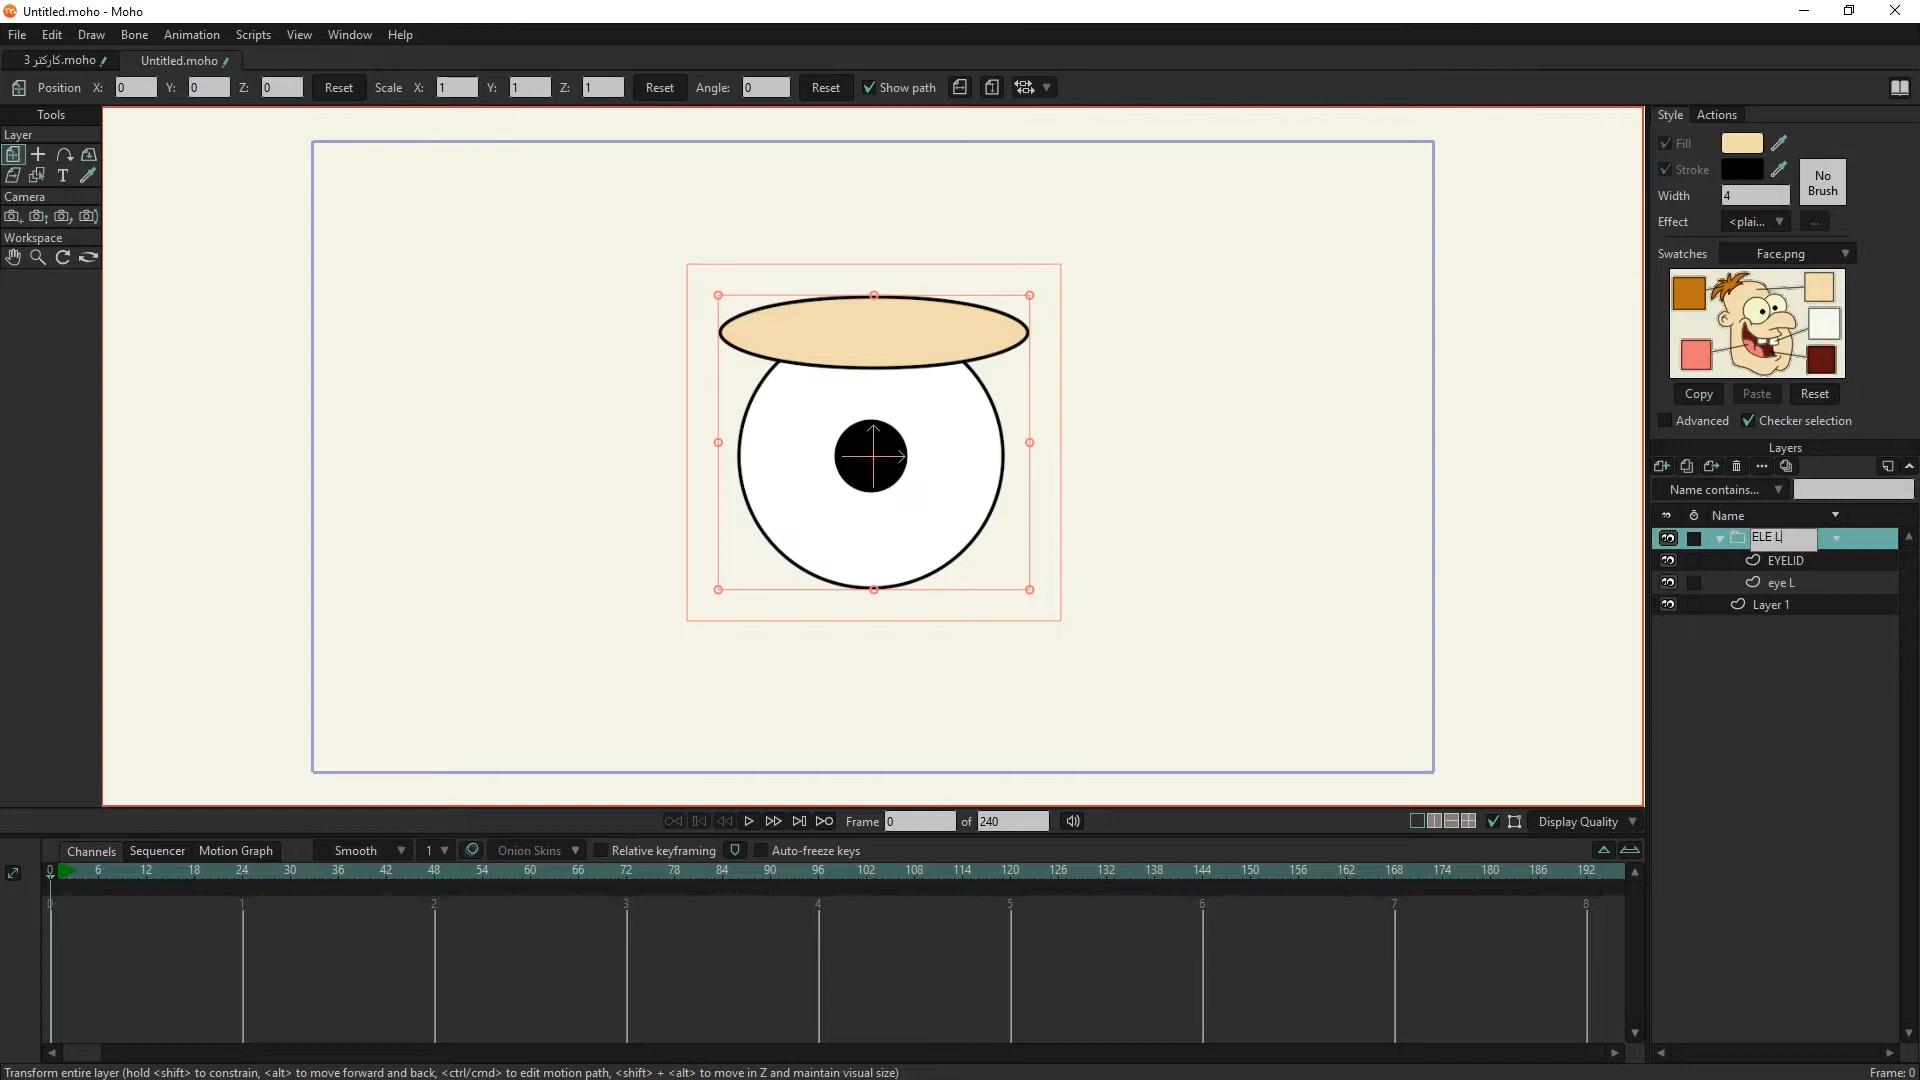 Untitled.moho - Moho
File Edit Draw Bone Animation Scripts View Window Help
کارکتر 3.moho Untitled.moho
Position X: 0 Y: 0 Z: 0 Reset Scale X: 1 Y: 1 Z: 1 Reset Angle: 0 Reset Show path
Tools
Layer
Camera
Workspace
Style Actions
Fill
Stroke
No Brush
Width 4
Effect <plai... ...
Swatches Face.png
Copy Paste Reset
Advanced Checker selection
Layers
Name contains...
Name
ELE L
EYELID
eye L
Layer 1
Frame 0 of 240 Display Quality
Channels Sequencer Motion Graph Smooth 1 Onion Skins Relative keyframing Auto-freeze keys
0 6 12 18 24 30 36 42 48 54 60 66 72 78 84 90 96 102 108 114 120 126 132 138 144 150 156 162 168 174 180 186 192
0 1 2 3 4 5 6 7 8
Transform entire layer (hold <shift> to constrain, <alt> to move forward and back, <ctrl/cmd> to edit motion path, <shift> + <alt> to move in Z and maintain visual size) Frame: 0